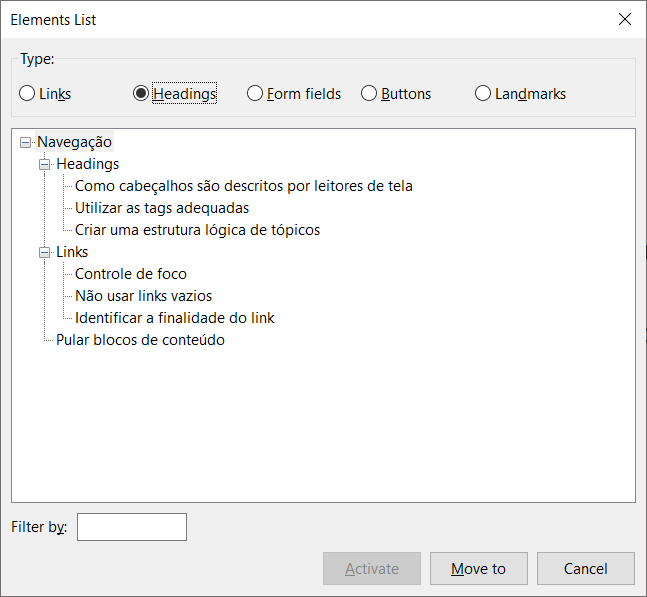 Elements List
Type:
Links Headings Form fields Buttons Landmarks
Navegação
Headings
Como cabeçalhos são descritos por leitores de tela
Utilizar as tags adequadas
Criar uma estrutura lógica de tópicos
Links
Controle de foco
Não usar links vazios
Identificar a finalidade do link
Pular blocos de conteúdo
Filter by:
Activate Move to Cancel